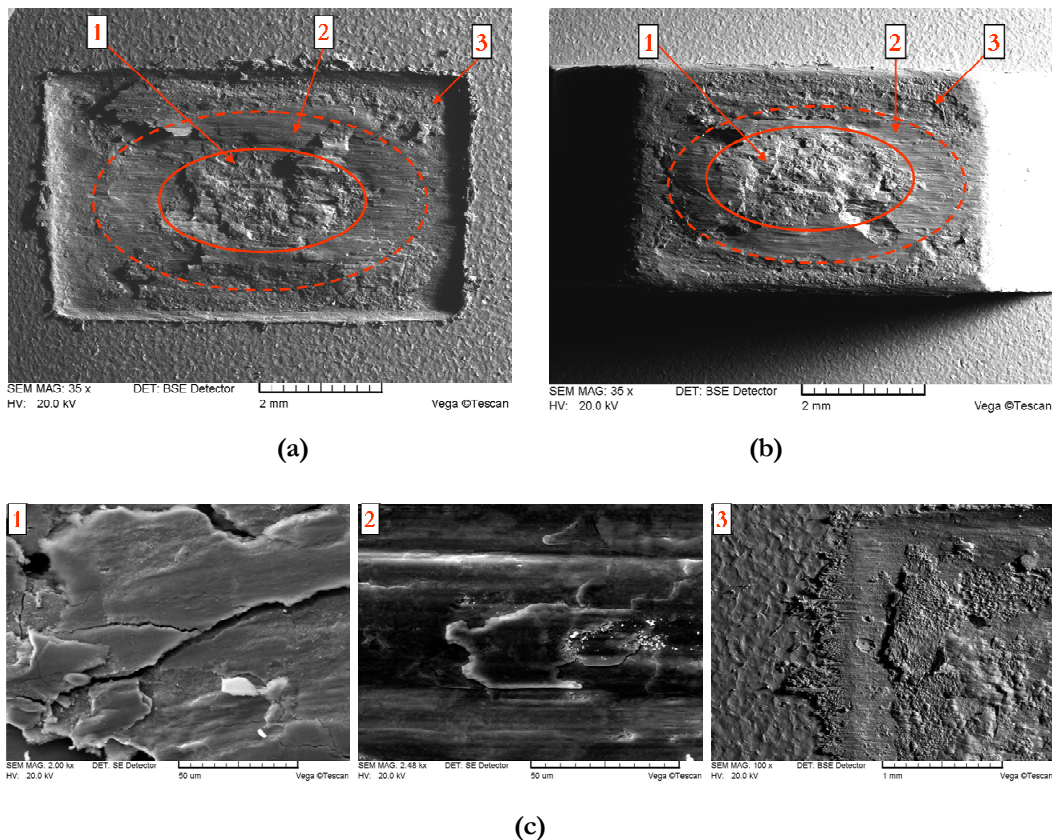 1 2 3
SEM MAG: 35 x DET: BSE Detector
HV: 20.0 kV 2 mm Vega ©Tescan
(a)
1 2 3
SEM MAG: 35 x DET: BSE Detector
HV: 20.0 kV 2 mm Vega ©Tescan
(b)
1
SEM MAG: 2.00 kx DET: SE Detector
HV: 20.0 kV 50 um Vega ©Tescan
2
SEM MAG: 2.48 kx DET: SE Detector
HV: 20.0 kV 50 um Vega ©Tescan
3
SEM MAG: 100 x DET: BSE Detector
HV: 20.0 kV 1 mm Vega ©Tescan
(c)